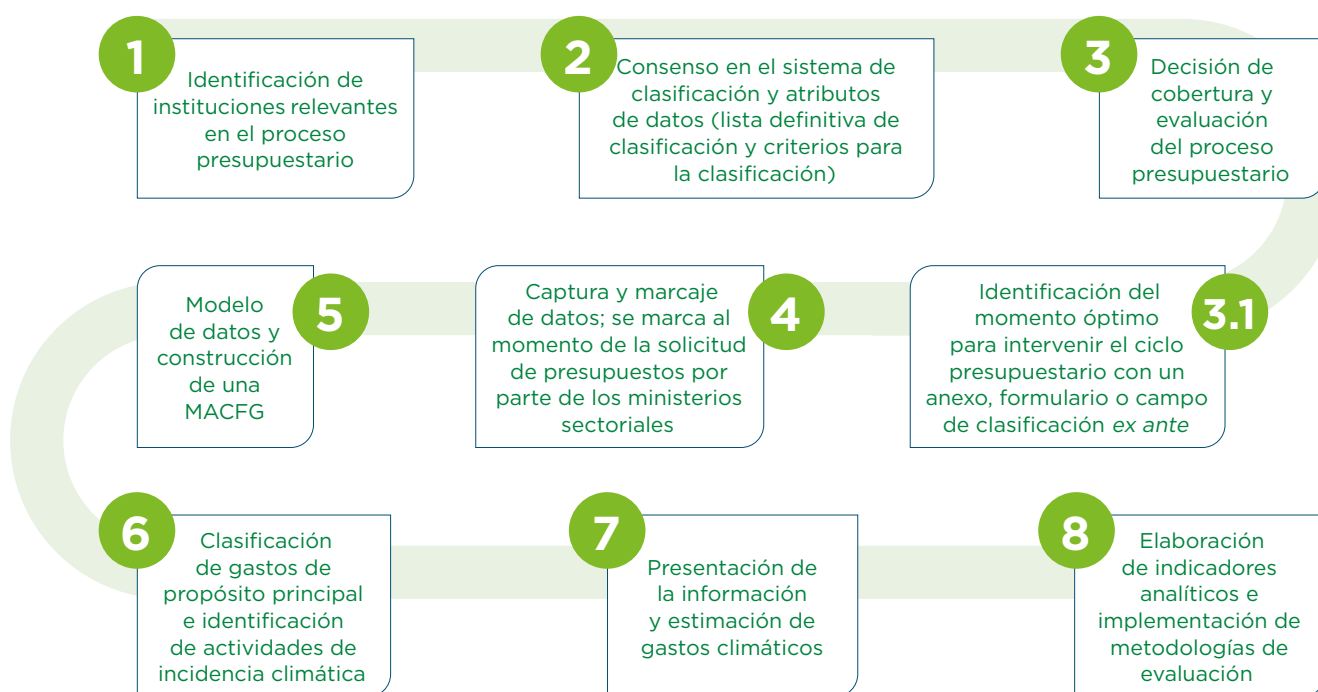 1
Identificación de
instituciones relevantes
en el proceso
presupuestario
2
Consenso en el sistema de
clasificación y atributos
de datos (lista definitiva de
clasificación y criterios para
la clasificación)
3
Decisión de
cobertura y
evaluación
del proceso
presupuestario
3.1
Identificación del
momento óptimo
para intervenir el ciclo
presupuestario con un
anexo, formulario o campo
de clasificación ex ante
4
Captura y marcaje
de datos; se marca al
momento de la solicitud
de presupuestos por
parte de los ministerios
sectoriales
5
Modelo
de datos y
construcción
de una
MACFG
6
Clasificación
de gastos de
propósito principal
e identificación
de actividades de
incidencia climática
7
Presentación de
la información
y estimación de
gastos climáticos
8
Elaboración
de indicadores
analíticos e
implementación de
metodologías de
evaluación